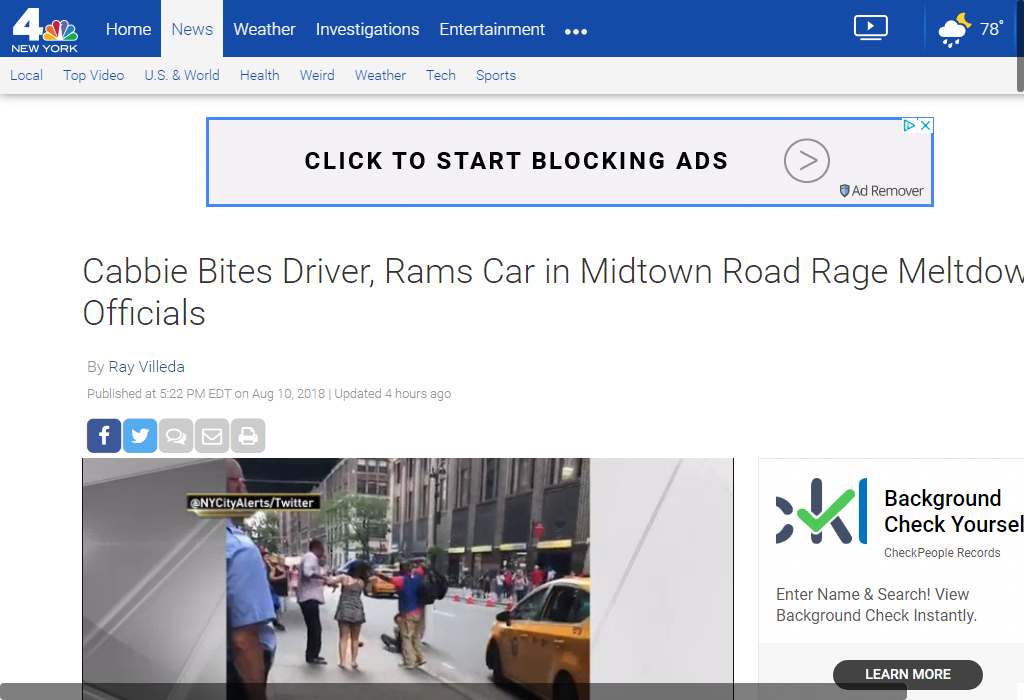 4
NEW YORK
Home
News
Weather
Investigations
Entertainment
78°
Local
Top Video
U.S. & World
Health
Weird
Weather
Tech
Sports
CLICK TO START BLOCKING ADS
Ad Remover
Cabbie Bites Driver, Rams Car in Midtown Road Rage Meltdow
Officials
By Ray Villeda
Published at 5:22 PM EDT on Aug 10, 2018 | Updated 4 hours ago
@NYCityAlerts/Twitter
Background
Check Yoursel
CheckPeople Records
Enter Name & Search! View
Background Check Instantly.
LEARN MORE